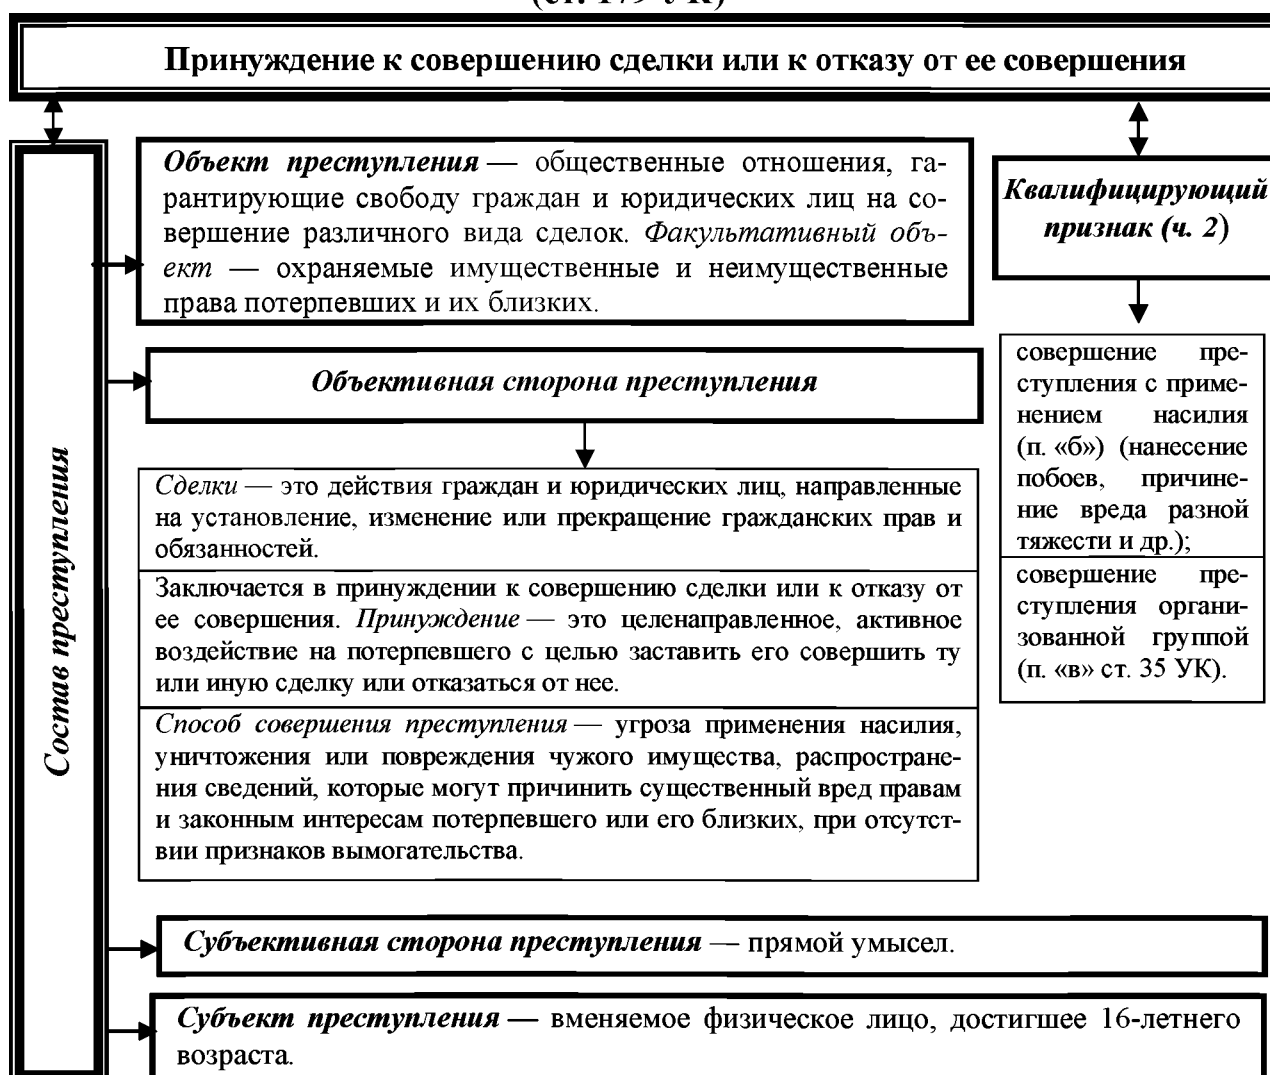 (ст. 179 УК)
Принуждение к совершению сделки или к отказу от ее совершения
Состав преступления
Объект преступления — общественные отношения, га-
рантирующие свободу граждан и юридических лиц на со-
вершение различного вида сделок. Факультативный объ-
ект — охраняемые имущественные и неимущественные
права потерпевших и их близких.
Объективная сторона преступления
Сделки — это действия граждан и юридических лиц, направленные
на установление, изменение или прекращение гражданских прав и
обязанностей.
Заключается в принуждении к совершению сделки или к отказу от
ее совершения. Принуждение — это целенаправленное, активное
воздействие на потерпевшего с целью заставить его совершить ту
или иную сделку или отказаться от нее.
Способ совершения преступления — угроза применения насилия,
уничтожения или повреждения чужого имущества, распростране-
ния сведений, которые могут причинить существенный вред правам
и законным интересам потерпевшего или его близких, при отсутст-
вии признаков вымогательства.
Субъективная сторона преступления — прямой умысел.
Субъект преступления — вменяемое физическое лицо, достигшее 16-летнего
возраста.
Квалифицирующий
признак (ч. 2)
совершение пре-
ступления с приме-
нением насилия
(п. «б») (нанесение
побоев, причине-
ние вреда разной
тяжести и др.);
совершение пре-
ступления органи-
зованной группой
(п. «в» ст. 35 УК).